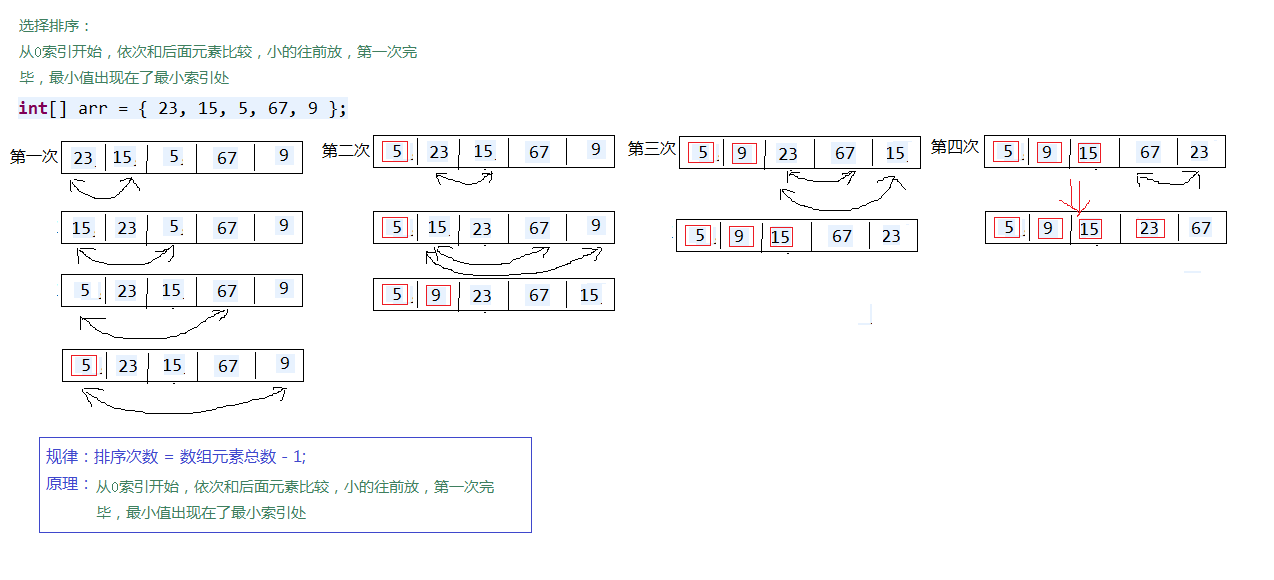 选择排序：
从0索引开始，依次和后面元素比较，小的往前放，第一次完
毕，最小值出现在了最小索引处
int[] arr = { 23, 15, 5, 67, 9 };
第一次 23 15 5 67 9
15 23 5 67 9
5 23 15 67 9
5 23 15 67 9
第二次 5 23 15 67 9
5 15 23 67 9
5 9 23 67 15
第三次 5 9 23 67 15
5 9 15 67 23
第四次 5 9 15 67 23
5 9 15 23 67
规律：排序次数 = 数组元素总数 - 1;
原理：从0索引开始，依次和后面元素比较，小的往前放，第一次完
毕，最小值出现在了最小索引处